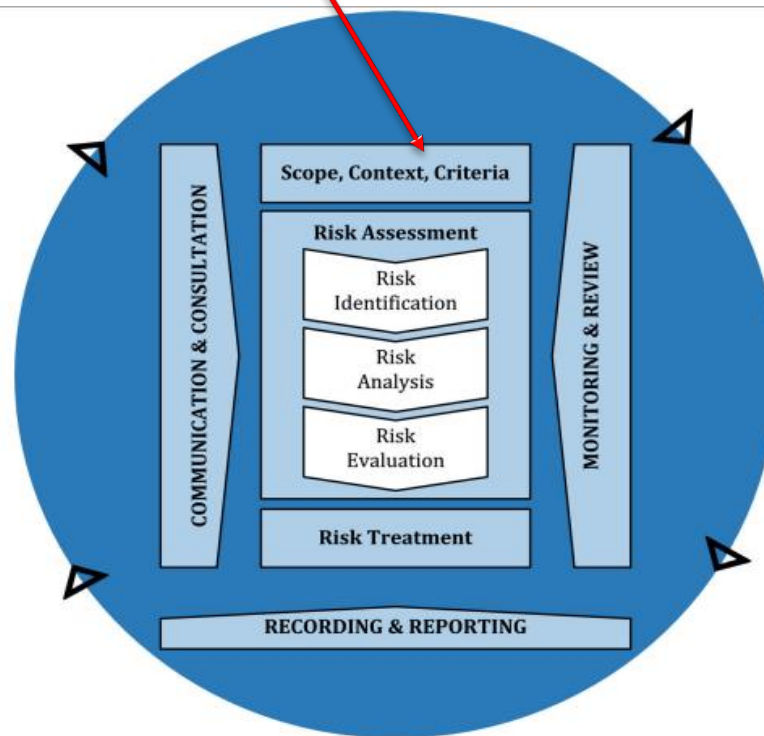 Scope, Context, Criteria
Risk Assessment
Risk
Identification
Risk
Analysis
Risk
Evaluation
Risk Treatment
COMMUNICATION & CONSULTATION
MONITORING & REVIEW
RECORDING & REPORTING